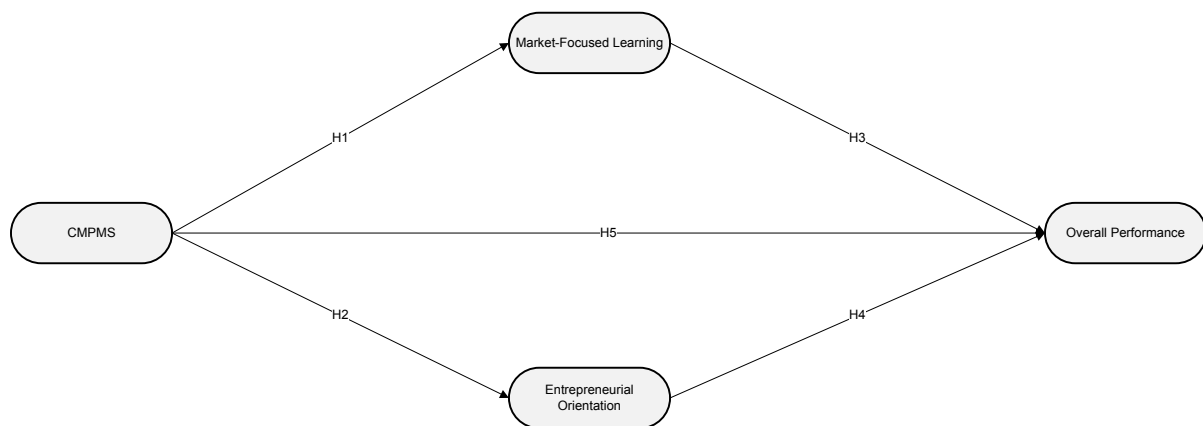 Market-Focused Learning
H1
H3
CMPMS
H5
Overall Performance
H2
H4
Entrepreneurial
Orientation